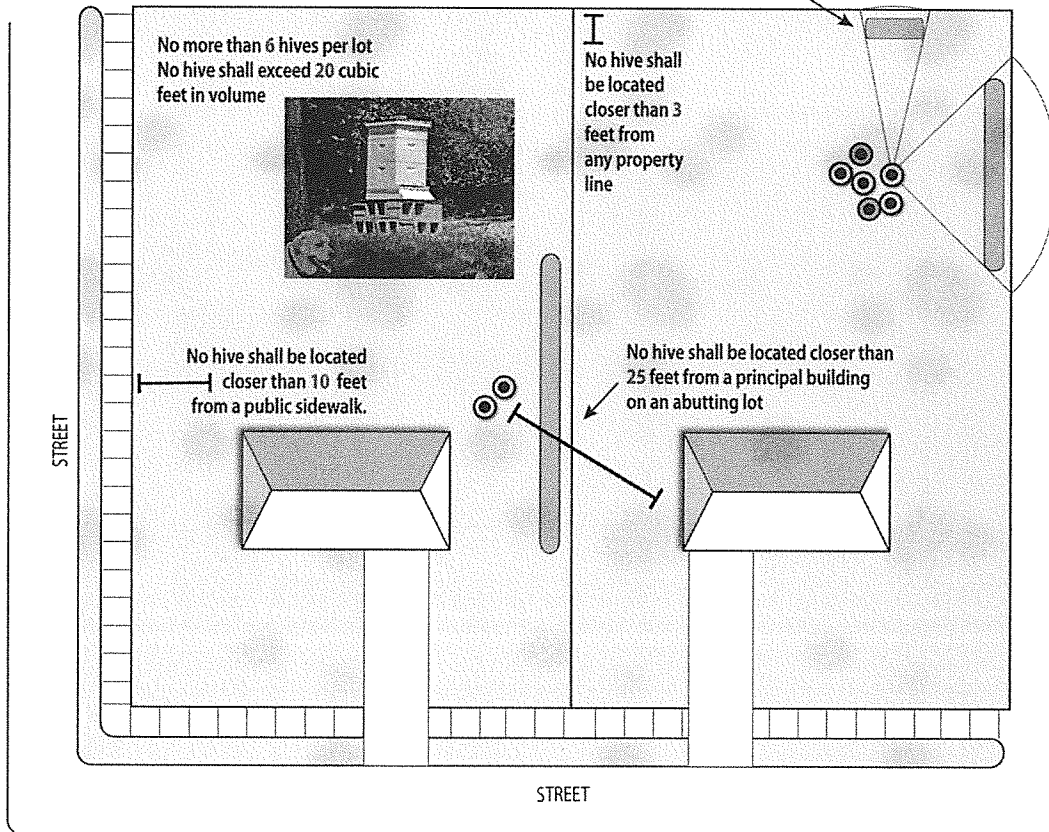 No more than 6 hives per lot
No hive shall exceed 20 cubic
feet in volume
No hive shall
be located
closer than 3
feet from
any property
line
No hive shall be located
closer than 10 feet
from a public sidewalk.
No hive shall be located closer than
25 feet from a principal building
on an abutting lot
STREET
STREET